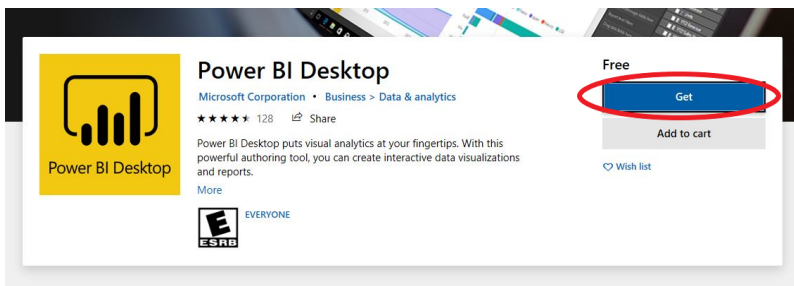 Power BI Desktop
Power BI Desktop
Microsoft Corporation • Business > Data & analytics
128 Share
Power BI Desktop puts visual analytics at your fingertips. With this
powerful authoring tool, you can create interactive data visualizations
and reports.
More
E
ESRB
EVERYONE
Free
Get
Add to cart
Wish list